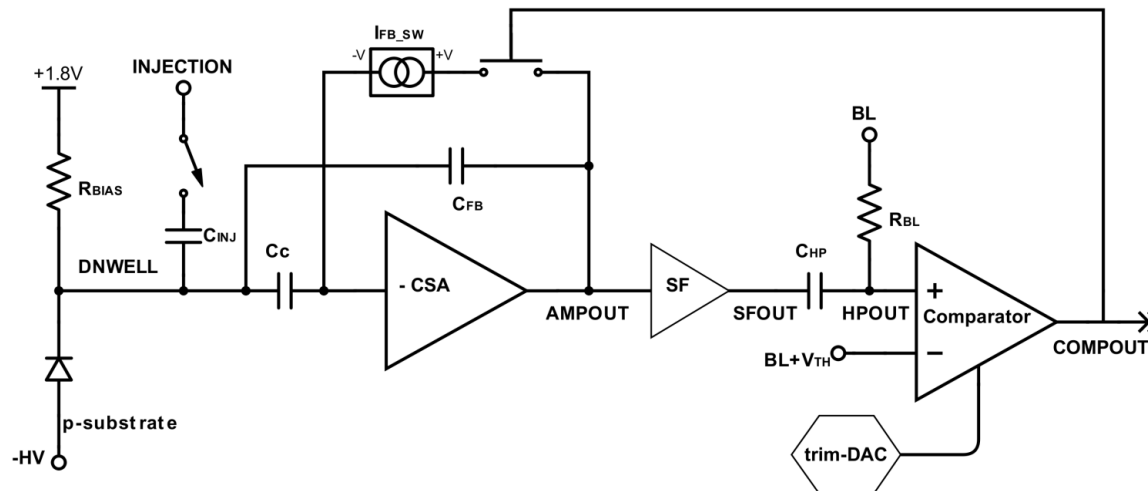 IFB_SW
-V
+V
INJECTION
+1.8V
BL
RBIAS
CFB
RBL
CINJ
Cc
CHP
DNWELL
- CSA
SF
+
Comparator
AMPOUT
SFOUT
HPOUT
COMPOUT
BL+VTH
−
p-substrate
trim-DAC
-HV